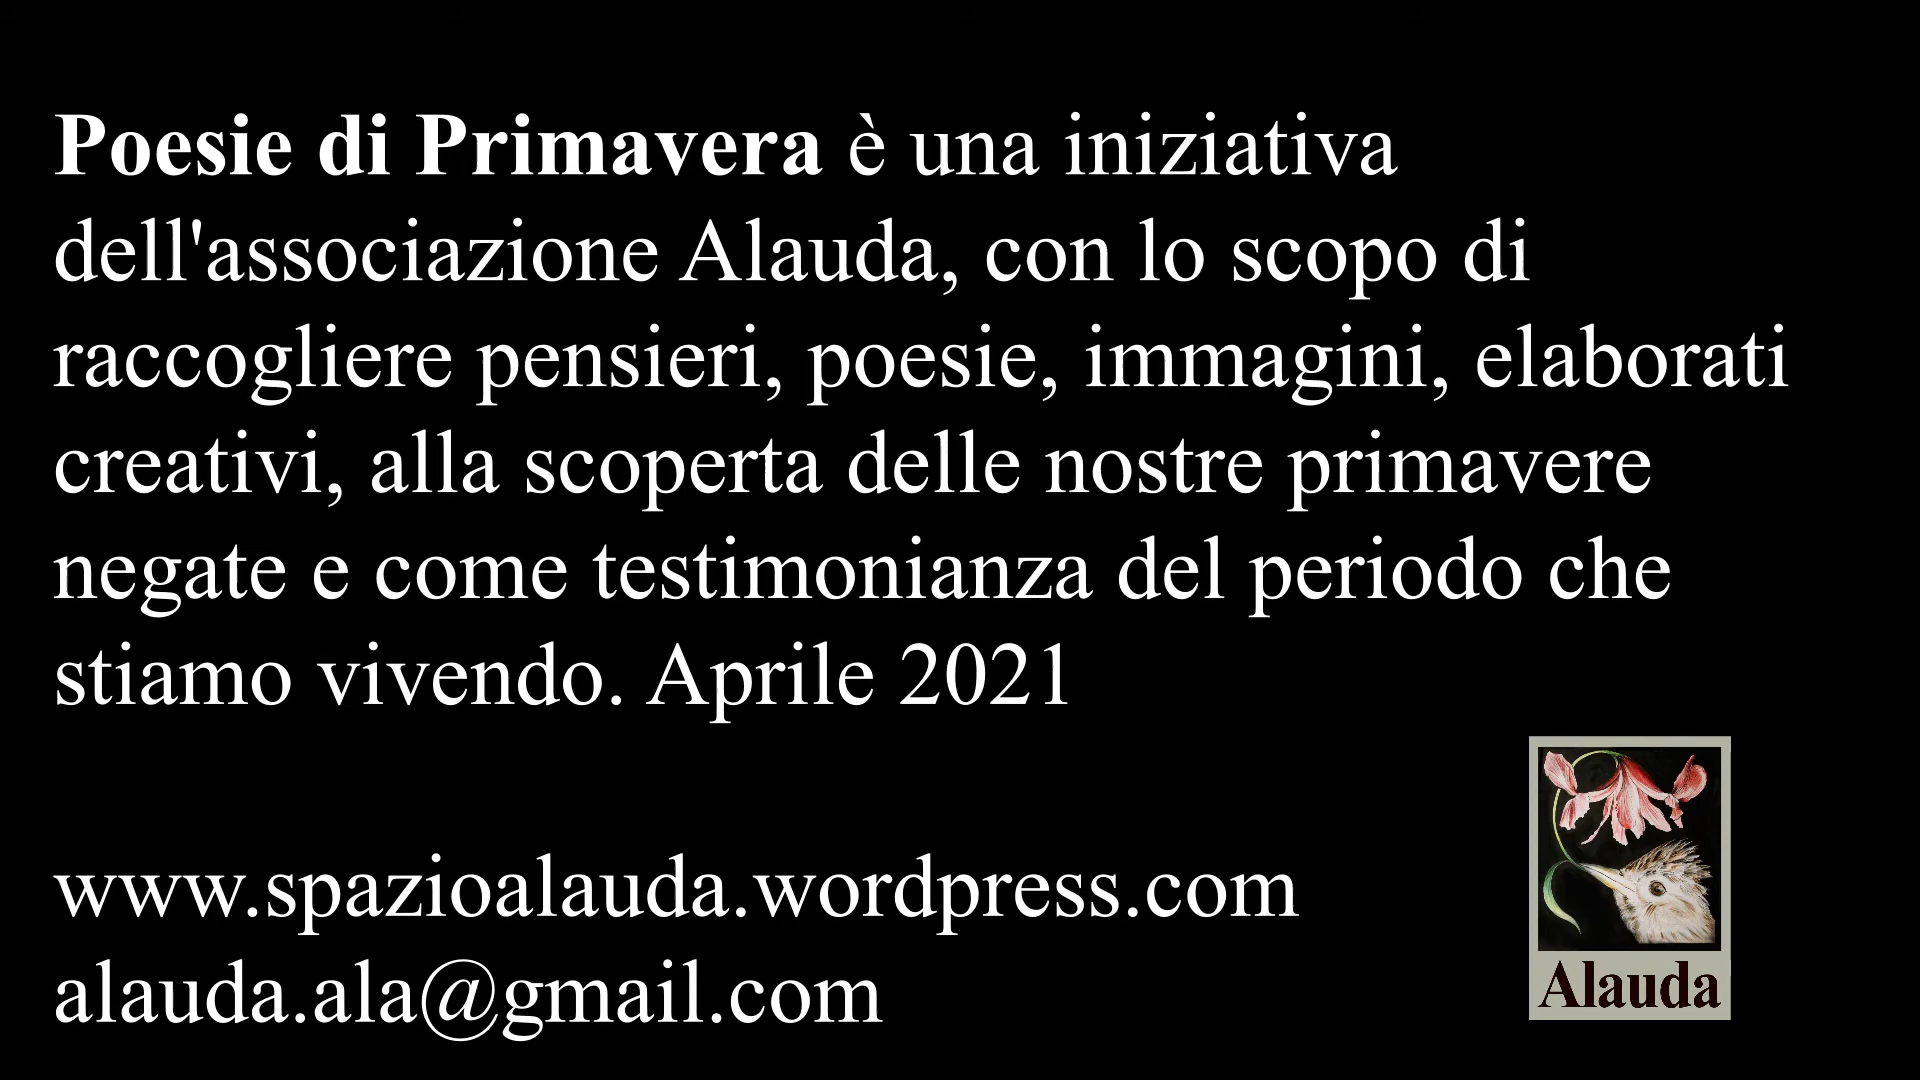 Poesie di Primavera è una iniziativa
dell'associazione Alauda, con lo scopo di
raccogliere pensieri, poesie, immagini, elaborati
creativi, alla scoperta delle nostre primavere
negate e come testimonianza del periodo che
stiamo vivendo. Aprile 2021
www.spazioalauda.wordpress.com
alauda.ala@gmail.com
Alauda